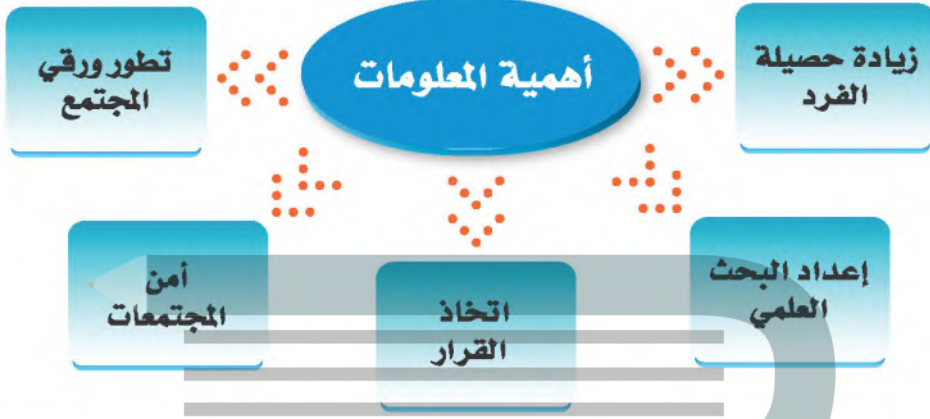 أهمية المعلومات
زيادة حصيلة
الفرد
إعداد البحث
العلمي
اتخاذ
القرار
أمن
المجتمعات
تطور ورقي
المجتمع